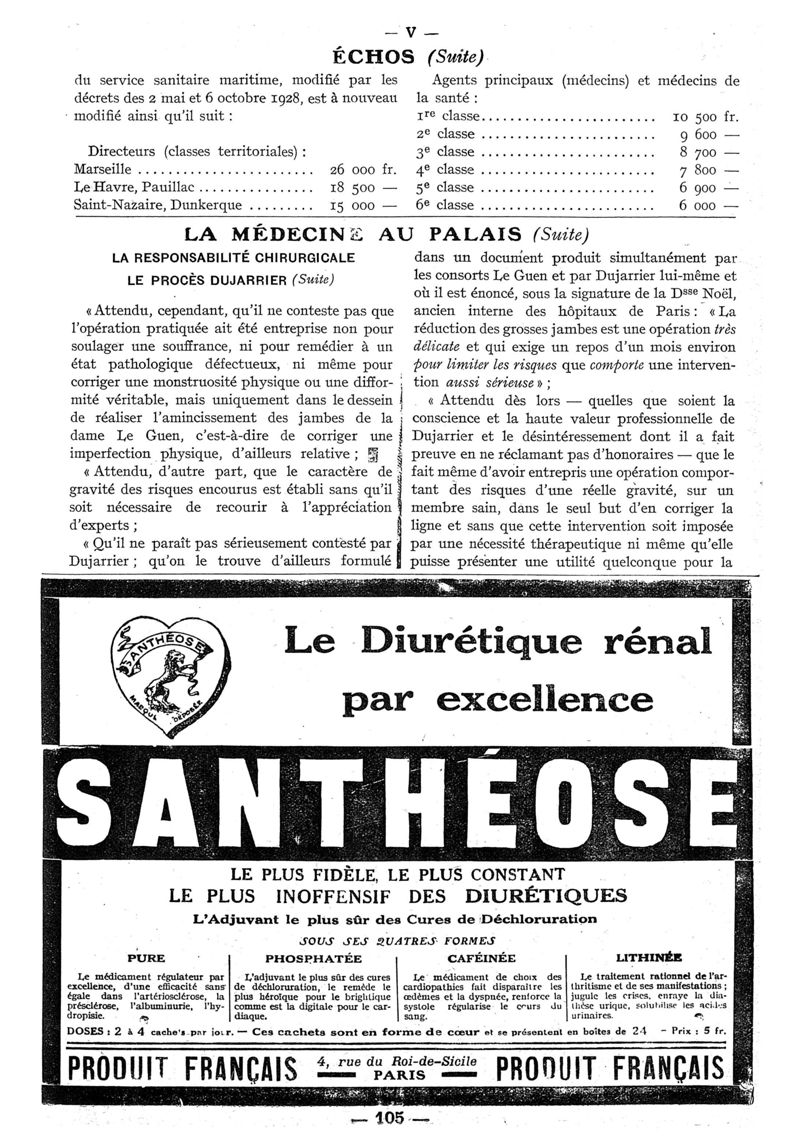 — V —
ÉCHOS (Suite)
du service sanitaire maritime, modifié par les
décrets des 2 mai et 6 octobre 1928, est à nouveau
modifié ainsi qu'il suit :
Directeurs (classes territoriales) :
Marseille ........................ 26 000 fr.
Le Havre, Pauillac ................ 18 500 —
Saint-Nazaire, Dunkerque ......... 15 000 —
Agents principaux (médecins) et médecins de
la santé :
1re classe........................ 10 500 fr.
2e classe ........................ 9 600 —
3e classe ........................ 8 700 —
4e classe ........................ 7 800 —
5e classe ........................ 6 900 —
6e classe ........................ 6 000 —
LA MÉDECINE AU PALAIS (Suite)
LA RESPONSABILITÉ CHIRURGICALE
LE PROCÈS DUJARRIER (Suite)
« Attendu, cependant, qu'il ne conteste pas que
l'opération pratiquée ait été entreprise non pour
soulager une souffrance, ni pour remédier à un
état pathologique défectueux, ni même pour
corriger une monstruosité physique ou une diffor-
mité véritable, mais uniquement dans le dessein
de réaliser l'amincissement des jambes de la
dame Le Guen, c'est-à-dire de corriger une
imperfection physique, d'ailleurs relative ;
« Attendu, d'autre part, que le caractère de
gravité des risques encourus est établi sans qu'il
soit nécessaire de recourir à l'appréciation
d'experts ;
« Qu'il ne paraît pas sérieusement contesté par
Dujarrier ; qu'on le trouve d'ailleurs formulé
dans un document produit simultanément par
les consorts Le Guen et par Dujarrier lui-même et
où il est énoncé, sous la signature de la Dsse Noël,
ancien interne des hôpitaux de Paris : « La
réduction des grosses jambes est une opération très
délicate et qui exige un repos d'un mois environ
pour limiter les risques que comporte une interven-
tion aussi sérieuse » ;
« Attendu dès lors — quelles que soient la
conscience et la haute valeur professionnelle de
Dujarrier et le désintéressement dont il a fait
preuve en ne réclamant pas d'honoraires — que le
fait même d'avoir entrepris une opération compor-
tant des risques d'une réelle gravité, sur un
membre sain, dans le seul but d'en corriger la
ligne et sans que cette intervention soit imposée
par une nécessité thérapeutique ni même qu'elle
puisse présenter une utilité quelconque pour la
SANTHÉOSE
MARQUE DÉPOSÉE
Le Diurétique rénal
par excellence
SANTHÉOSE
LE PLUS FIDÈLE, LE PLUS CONSTANT
LE PLUS INOFFENSIF DES DIURÉTIQUES
L'Adjuvant le plus sûr des Cures de Déchloruration
SOUS SES QUATRES FORMES
PURE
Le médicament régulateur par
excellence, d'une efficacité sans
égale dans l'artériosclérose, la
présclérose, l'albuminurie, l'hy-
dropisie.
PHOSPHATÉE
L'adjuvant le plus sûr des cures
de déchloruration, le remède le
plus héroïque pour le brightique
comme est la digitale pour le car-
diaque.
CAFÉINÉE
Le médicament de choix des
cardiopathies fait disparaître les
œdèmes et la dyspnée, renforce la
systole régularise le cours du
sang.
LITHINÉE
Le traitement rationnel de l'ar-
thritisme et de ses manifestations ;
jugule les crises, enraye la dia-
thèse urique, solubilise les acides
urinaires.
DOSES : 2 à 4 cachets par jour. — Ces cachets sont en forme de cœur et se présentent en boîtes de 24 - Prix : 5 fr.
PRODUIT FRANÇAIS
4, rue du Roi-de-Sicile
— PARIS —
PRODUIT FRANÇAIS
— 105 —